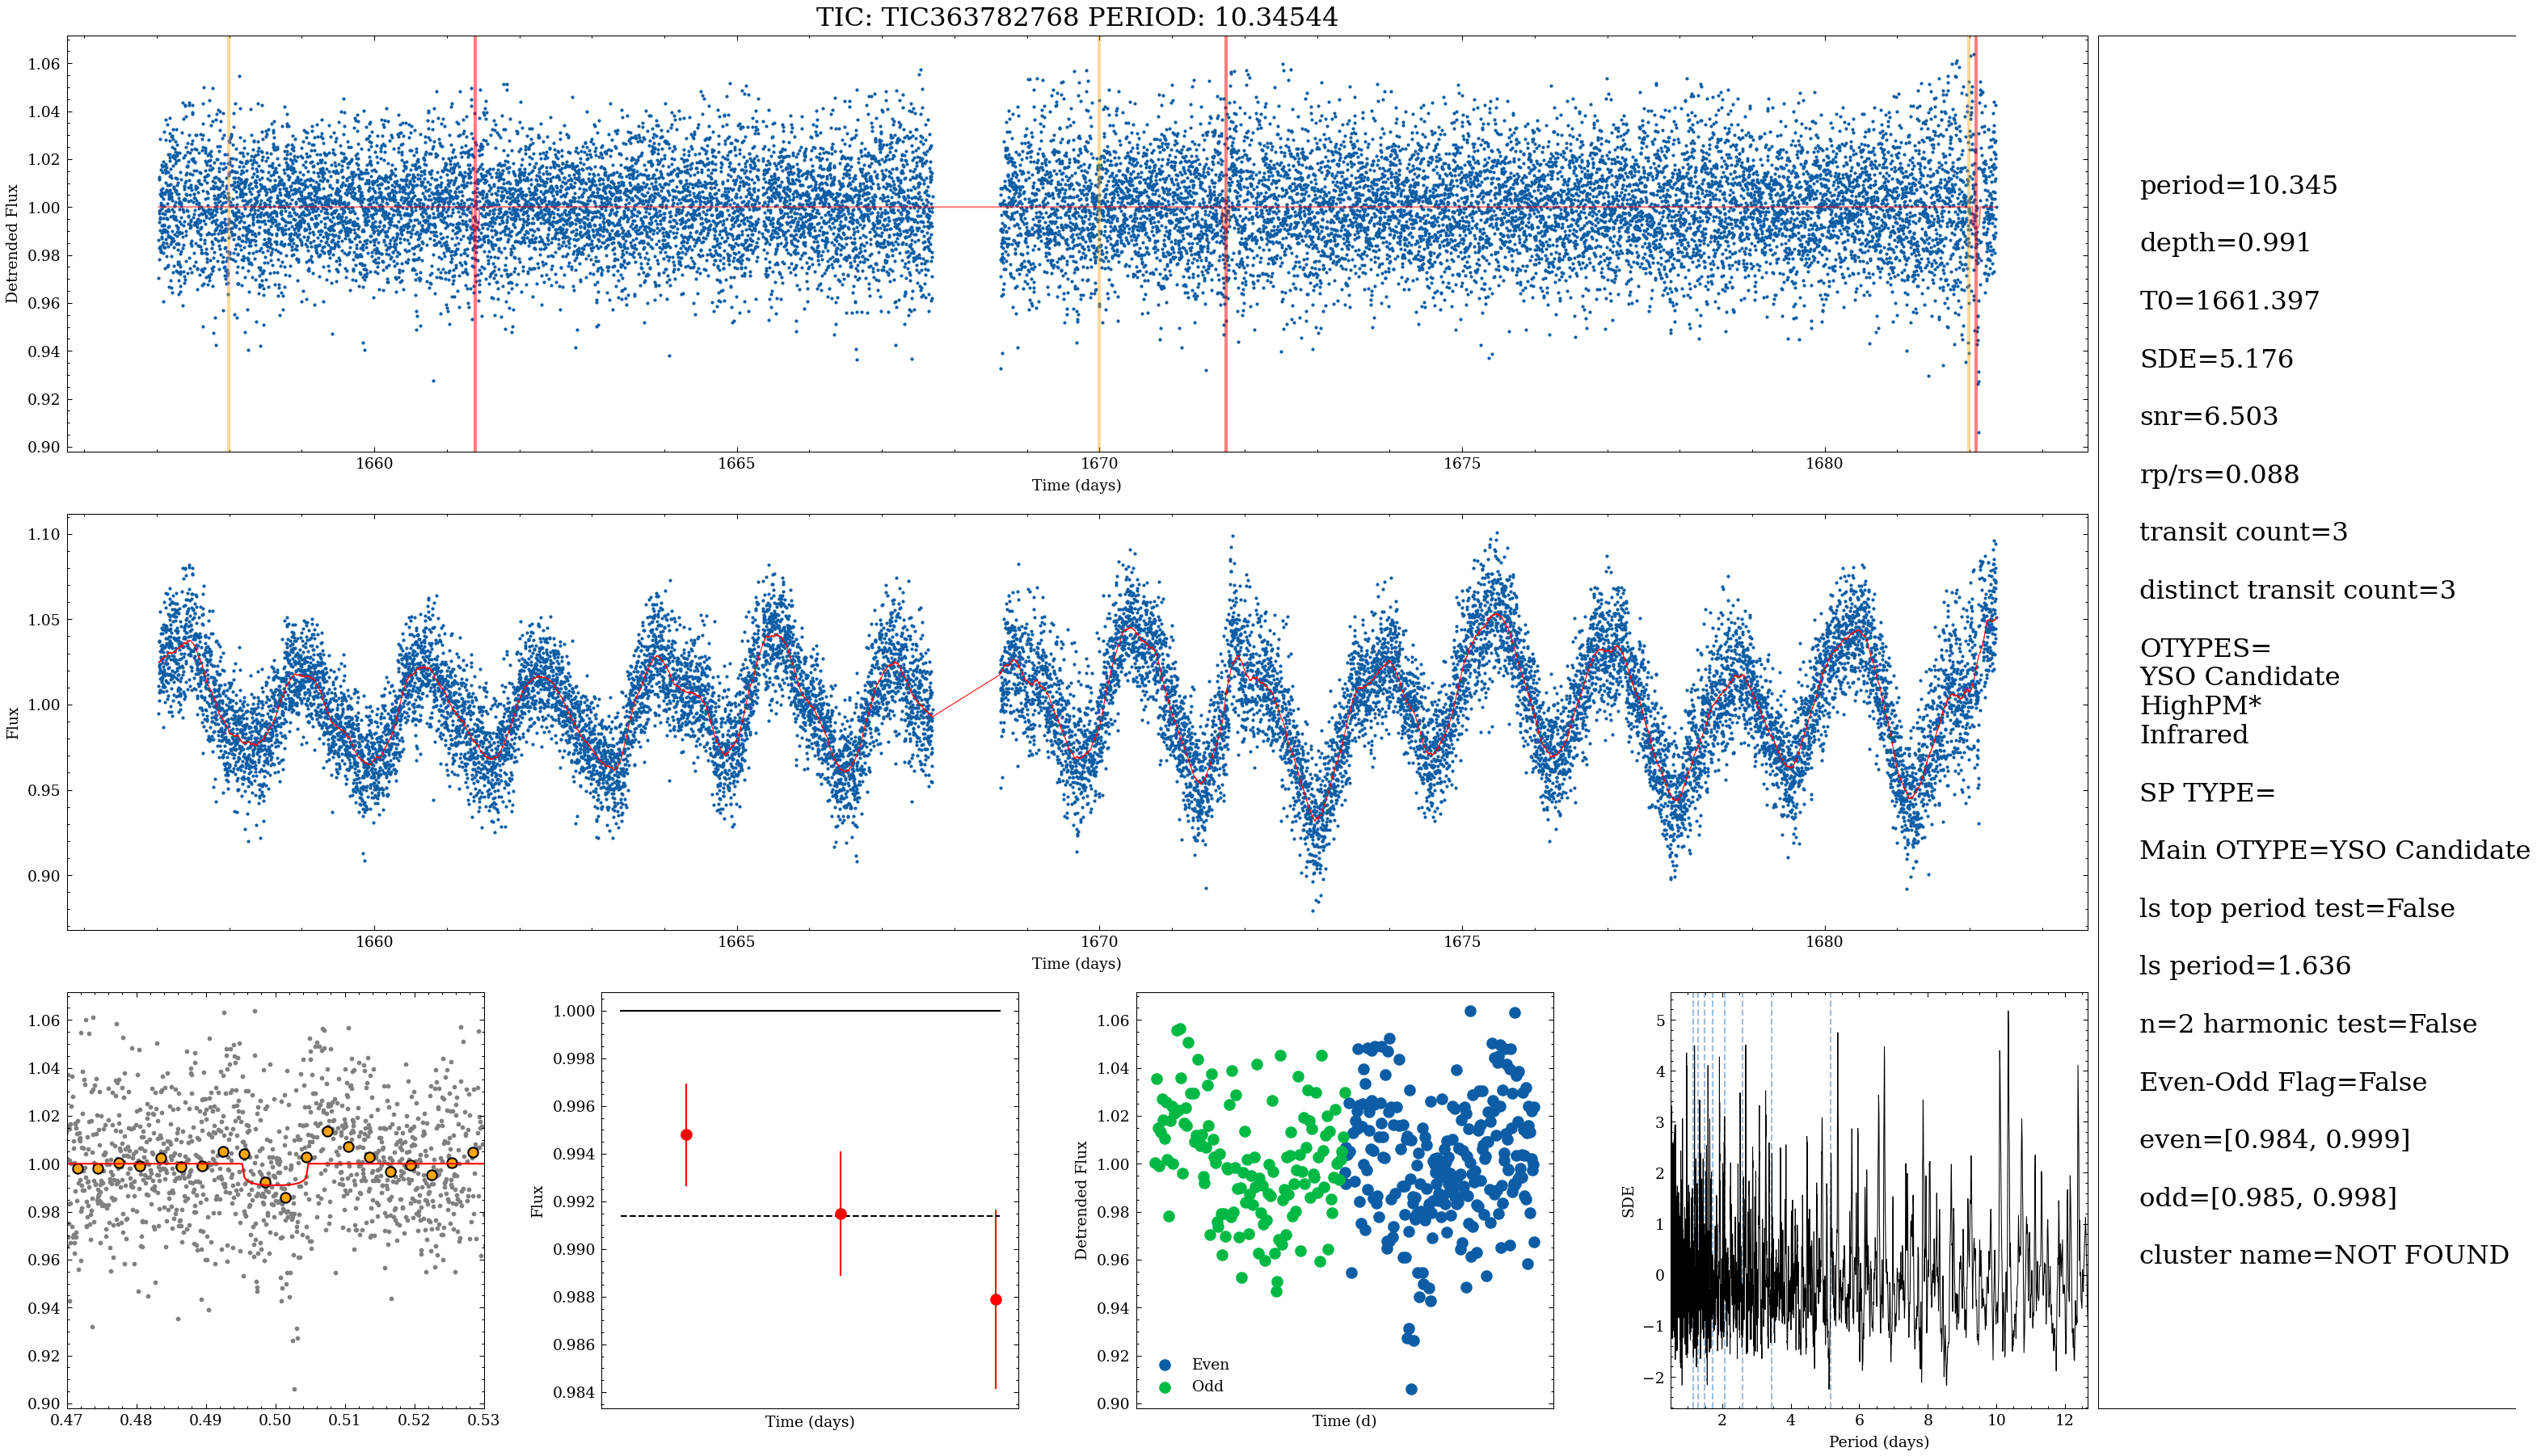 TIC: TIC363782768 PERIOD: 10.34544
1.06
1.04
1.02
1.00
0.98
0.96
0.94
0.92
0.90
Detrended Flux
1660
1665
1670
1675
1680
Time (days)
1.10
1.05
1.00
0.95
0.90
Flux
1660
1665
1670
1675
1680
Time (days)
1.06
1.04
1.02
1.00
0.98
0.96
0.94
0.92
0.90
0.47
0.48
0.49
0.50
0.51
0.52
0.53
1.000
0.998
0.996
0.994
0.992
0.990
0.988
0.986
0.984
Flux
Time (days)
1.06
1.04
1.02
1.00
0.98
0.96
0.94
0.92
0.90
Detrended Flux
Even
Odd
Time (d)
5
4
3
2
1
0
−1
−2
SDE
2
4
6
8
10
12
Period (days)
period=10.345
depth=0.991
T0=1661.397
SDE=5.176
snr=6.503
rp/rs=0.088
transit count=3
distinct transit count=3
OTYPES=
YSO Candidate
HighPM*
Infrared
SP TYPE=
Main OTYPE=YSO Candidate
ls top period test=False
ls period=1.636
n=2 harmonic test=False
Even-Odd Flag=False
even=[0.984, 0.999]
odd=[0.985, 0.998]
cluster name=NOT FOUND